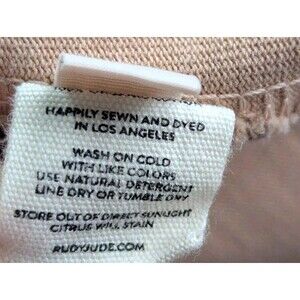 HAPPILY SEWN AND DYED
IN LOS ANGELES
WASH ON COLD
WITH LIKE COLORS
USE NATURAL DETERGENT
LINE DRY OR TUMBLE DRY
STORE OUT OF DIRECT SUNLIGHT
CITRUS WILL STAIN
RUDYJUDE.COM